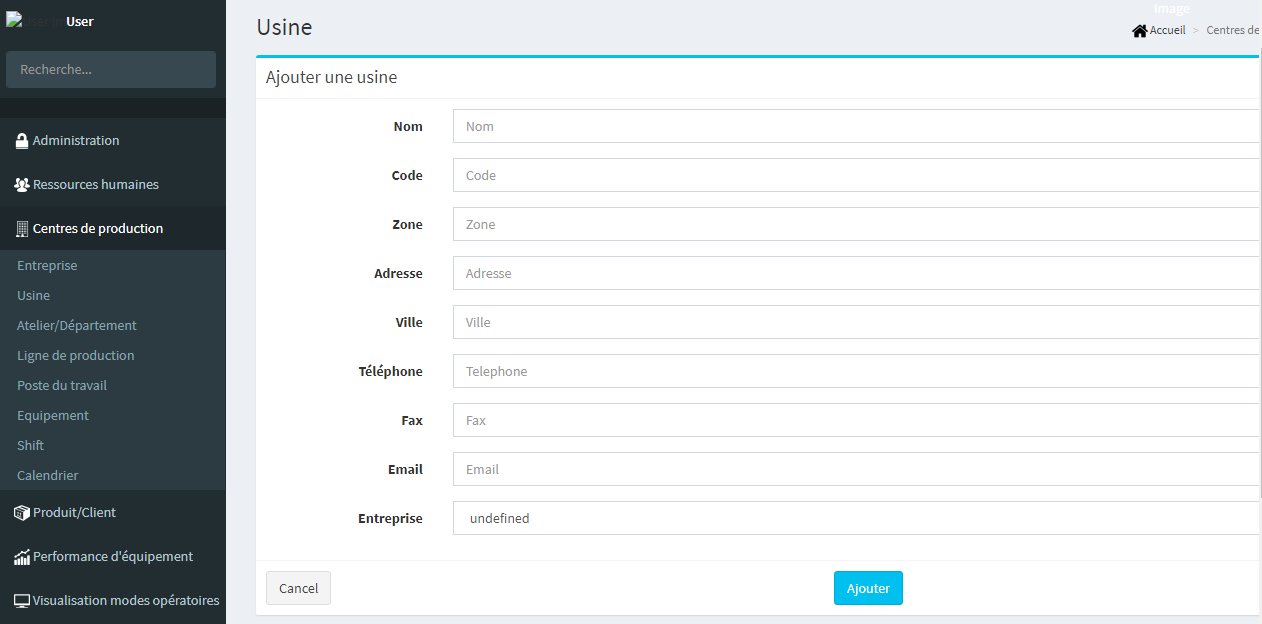 User
Recherche...
Administration
Ressources humaines
Centres de production
Entreprise
Usine
Atelier/Département
Ligne de production
Poste du travail
Equipement
Shift
Calendrier
Produit/Client
Performance d'équipement
Visualisation modes opératoires
Image
Usine
Accueil > Centres de
Ajouter une usine
Nom Nom
Code Code
Zone Zone
Adresse Adresse
Ville Ville
Téléphone Telephone
Fax Fax
Email Email
Entreprise undefined
Cancel Ajouter